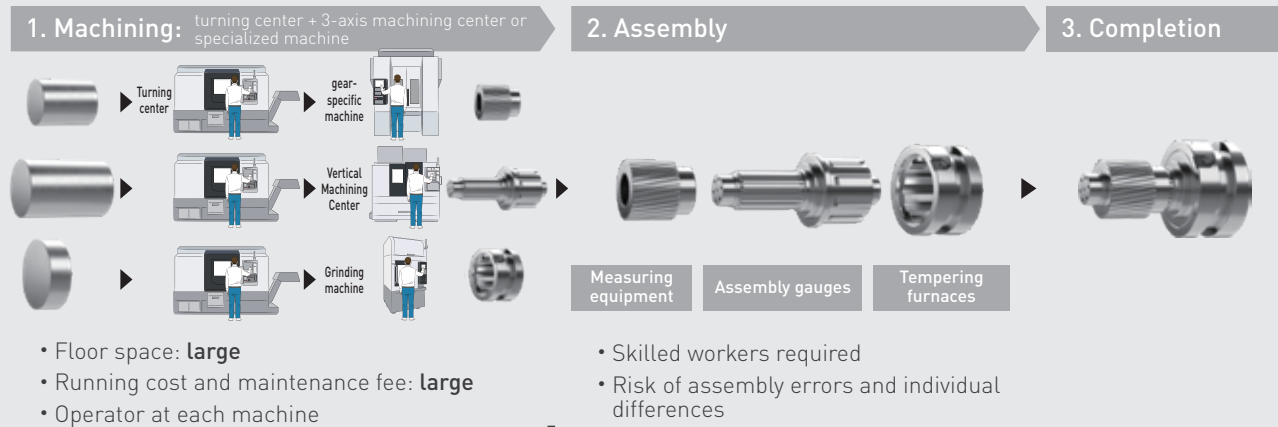 1. Machining: turning center + 3-axis machining center or
specialized machine
2. Assembly
3. Completion
Turning
center
gear-
specific
machine
Vertical
Machining
Center
Grinding
machine
Measuring
equipment
Assembly gauges
Tempering
furnaces
• Floor space: large
• Running cost and maintenance fee: large
• Operator at each machine
• Skilled workers required
• Risk of assembly errors and individual
differences